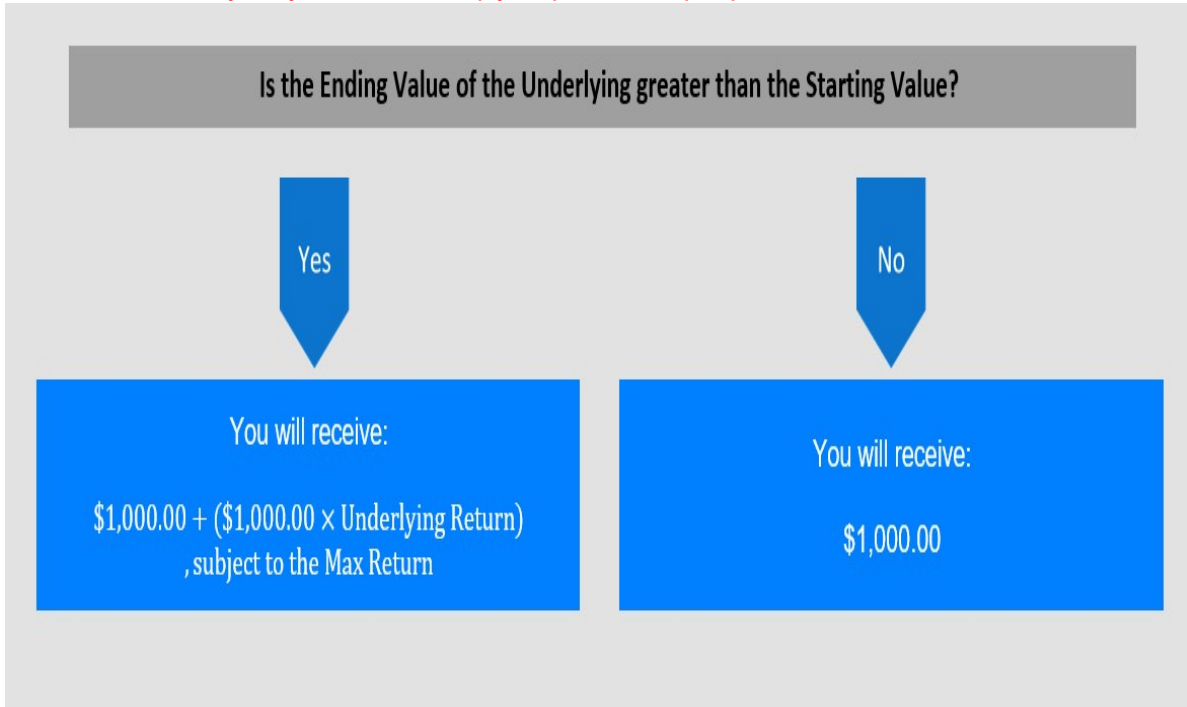 Is the Ending Value of the Underlying greater than the Starting Value?
Yes
No
You will receive:
$1,000.00 + ($1,000.00 × Underlying Return)
, subject to the Max Return
You will receive:
$1,000.00